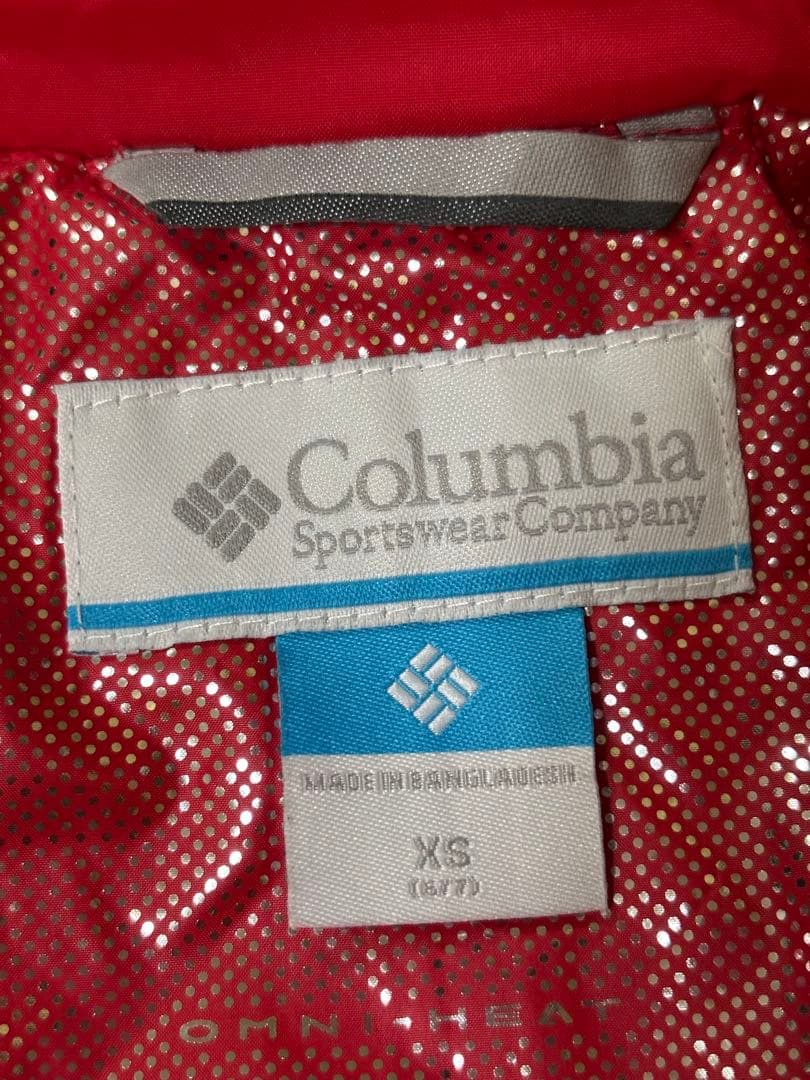 Columbia
Sportswear Company
MADE IN BANGLADESH
XS
(6/7)
OMNI-HEAT